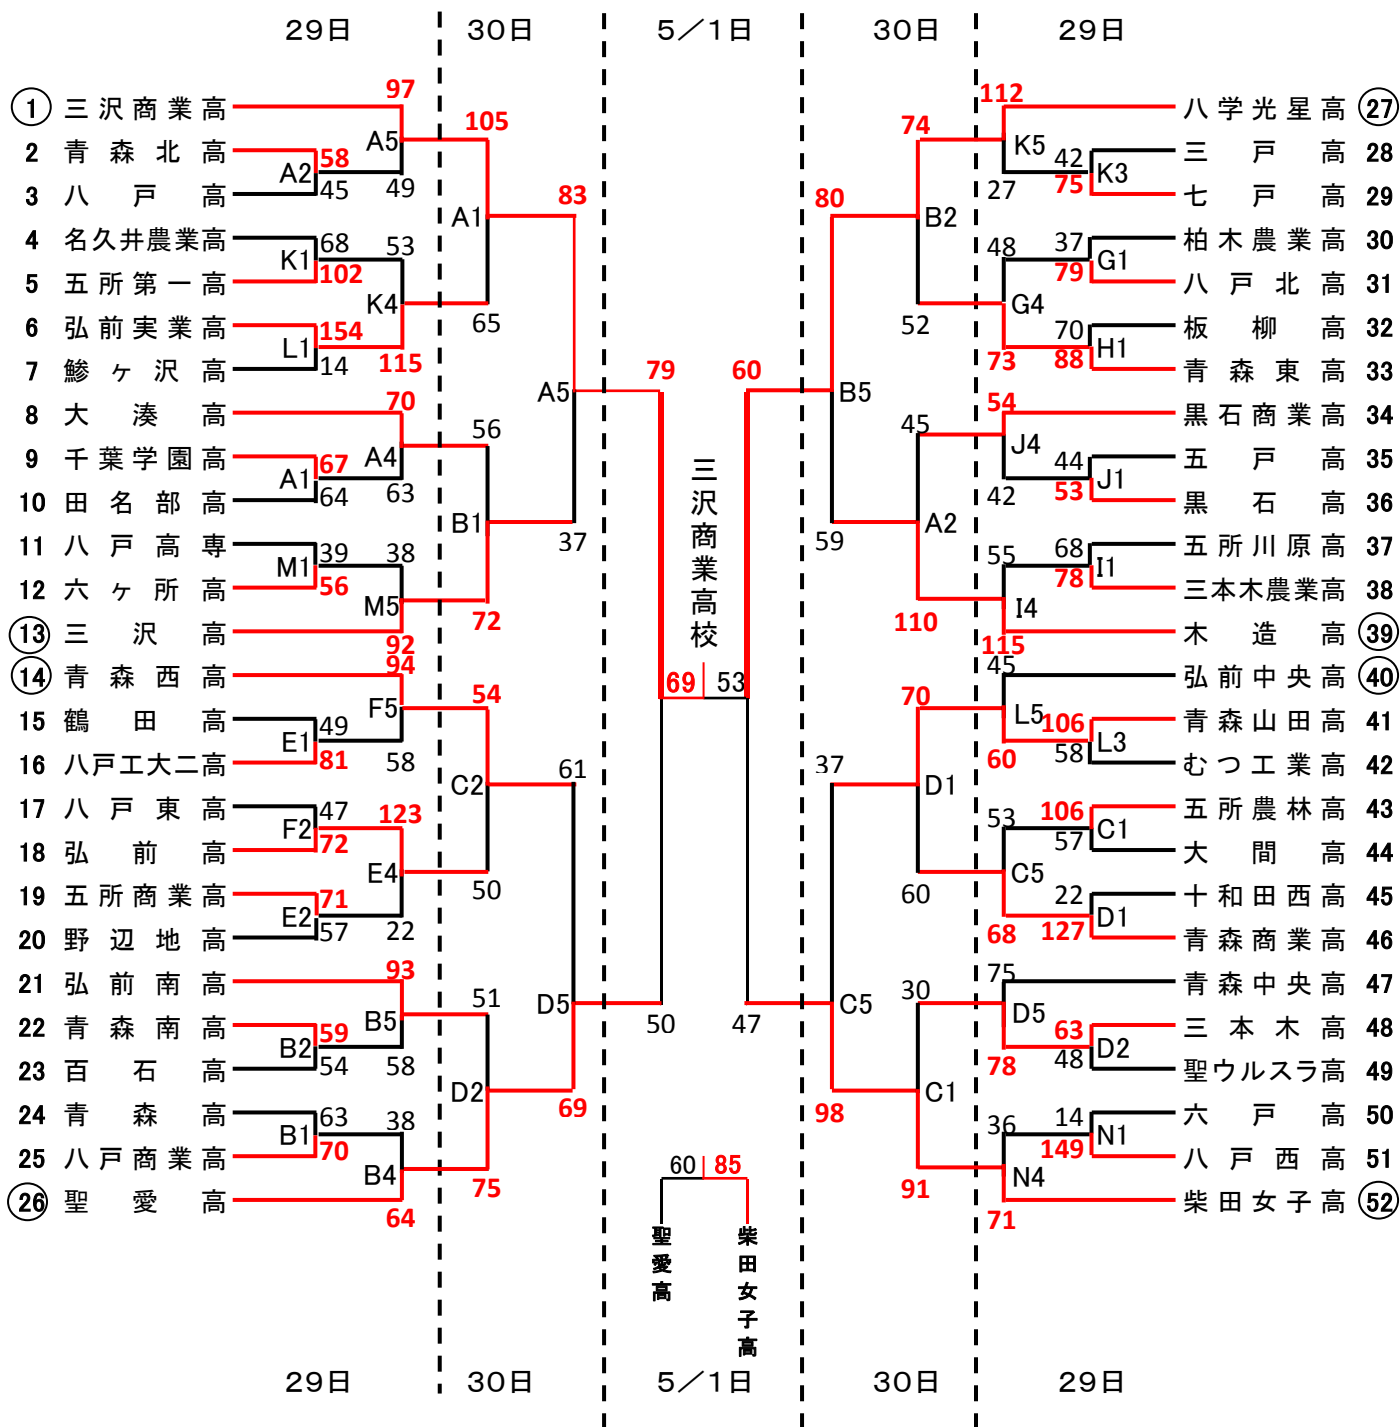 29日 30日 5／1日 30日 29日
1 三沢商業高
2 青森北高
3 八戸高
4 名久井農業高
5 五所第一高
6 弘前実業高
7 鰺ヶ沢高
8 大湊高
9 千葉学園高
10 田名部高
11 八戸高専
12 六ヶ所高
13 三沢高
14 青森西高
15 鶴田高
16 八戸工大二高
17 八戸東高
18 弘前高
19 五所商業高
20 野辺地高
21 弘前南高
22 青森南高
23 百石高
24 青森高
25 八戸商業高
26 聖愛高
A2 58 45
K1 68 102
L1 154 14
A1 67 64
M1 39 56
E1 49 81
F2 47 72
E2 71 57
B2 59 54
B1 63 70
97 A5 49
53 K4 115
70 A4 63
38 M5 92
94 F5 58
123 E4 22
93 B5 58
38 B4 64
105 A1 65
56 B1 72
54 C2 50
51 D2 75
83 A5 37
61 D5 69
79 50
三沢商業高校
69 53
60 47
60 85
聖愛高
柴田女子高
80 B5 59
37 C5 98
74 B2 52
45 A2 110
70 D1 60
30 C1 91
112 K5 27
48 G4 73
54 J4 42
55 I4 115
45 L5 60
53 C5 68
75 D5 78
36 N4 71
42 K3 75
37 G1 79
70 H1 88
44 J1 53
68 I1 78
106 L3 58
106 C1 57
22 D1 127
63 D2 48
14 N1 149
八学光星高 27
三戸高 28
七戸高 29
柏木農業高 30
八戸北高 31
板柳高 32
青森東高 33
黒石商業高 34
五戸高 35
黒石高 36
五所川原高 37
三本木農業高 38
木造高 39
弘前中央高 40
青森山田高 41
むつ工業高 42
五所農林高 43
大間高 44
十和田西高 45
青森商業高 46
青森中央高 47
三本木高 48
聖ウルスラ高 49
六戸高 50
八戸西高 51
柴田女子高 52
29日 30日 5／1日 30日 29日